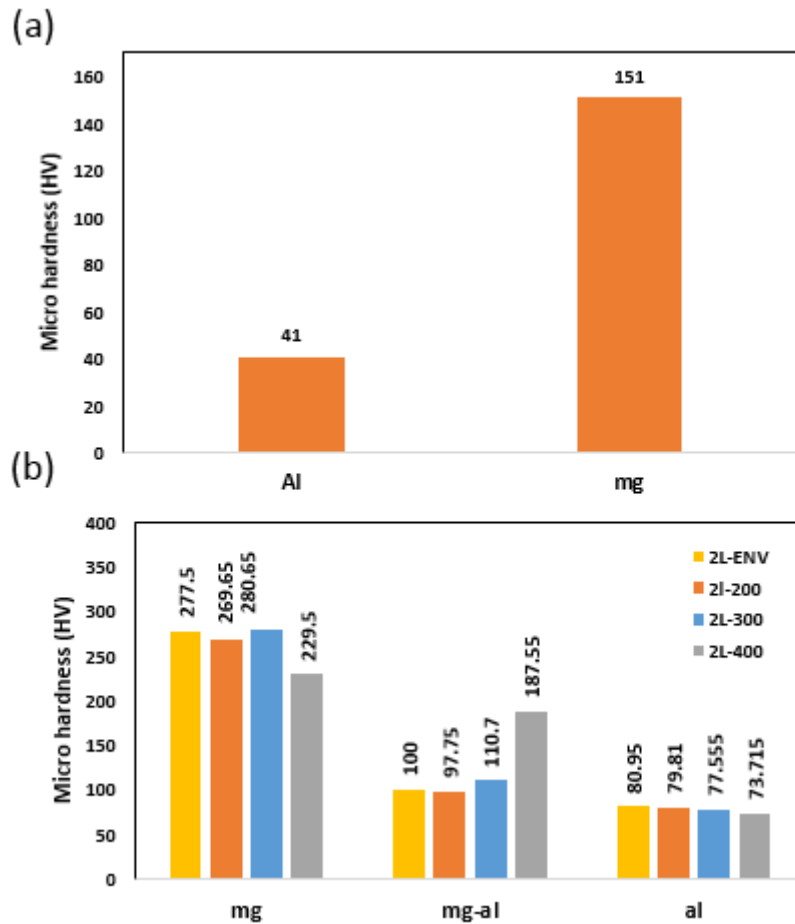 (a)
Micro hardness (HV)
160
140
120
100
80
60
40
20
0
41
151
Al
mg
(b)
Micro hardness (HV)
400
350
300
250
200
150
100
50
0
277.5
269.65
280.65
229.5
100
97.75
110.7
187.55
80.95
79.81
77.555
73.715
2L-ENV
2l-200
2L-300
2L-400
mg
mg-al
al